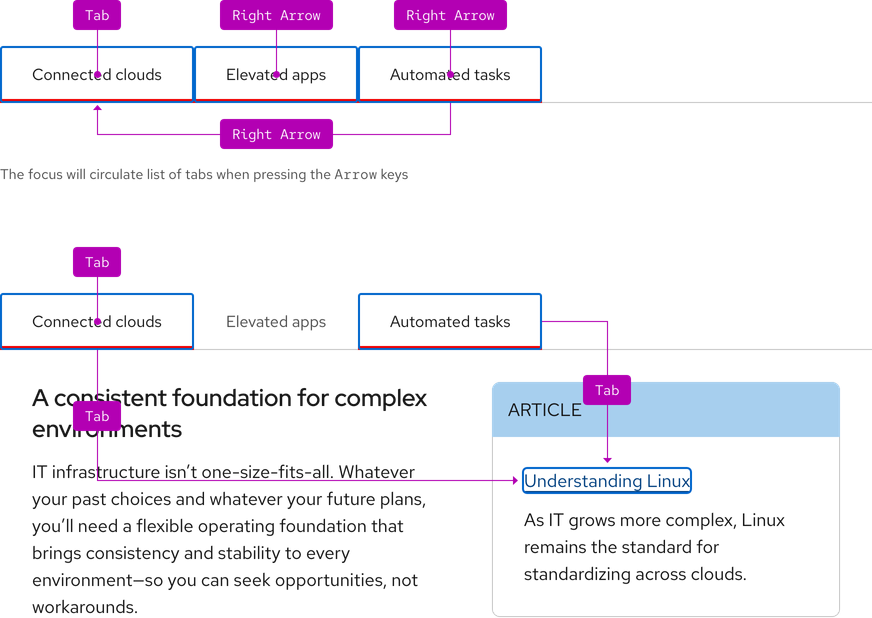 Tab
Right Arrow
Right Arrow
Connected clouds
Elevated apps
Automated tasks
Right Arrow
The focus will circulate list of tabs when pressing the Arrow keys
Tab
Connected clouds
Elevated apps
Automated tasks
A consistent foundation for complex
environments
Tab
IT infrastructure isn’t one-size-fits-all. Whatever
your past choices and whatever your future plans,
you’ll need a flexible operating foundation that
brings consistency and stability to every
environment—so you can seek opportunities, not
workarounds.
Tab
ARTICLE
Understanding Linux
As IT grows more complex, Linux
remains the standard for
standardizing across clouds.